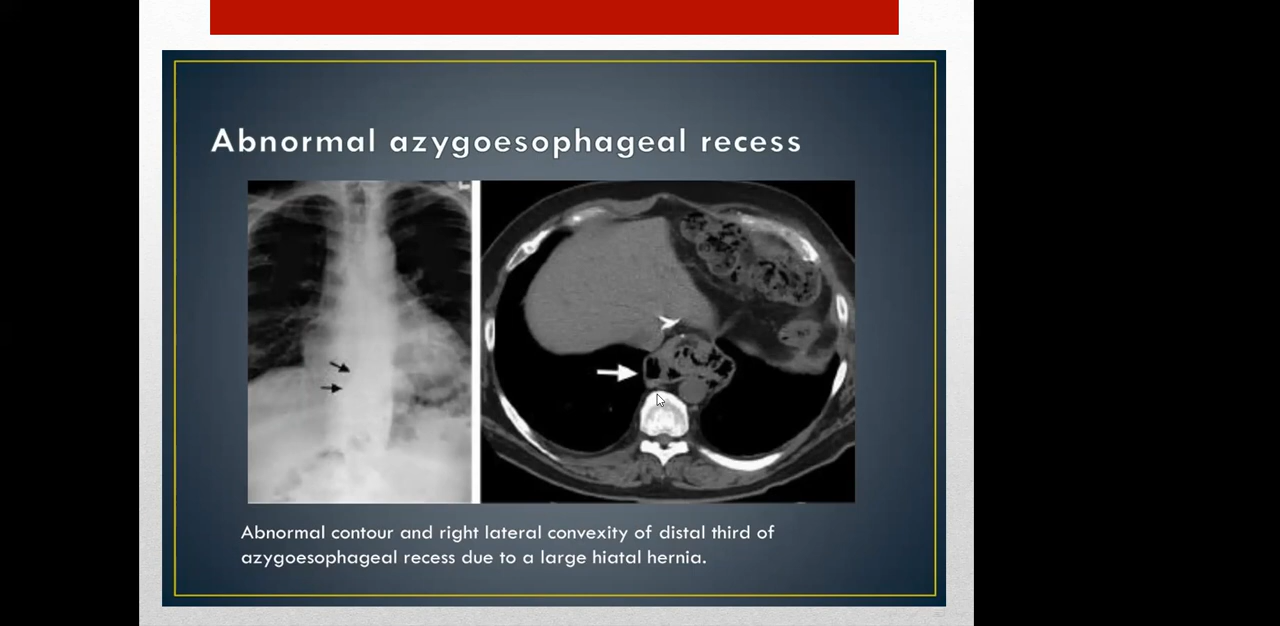 Abnormal azygoesophageal recess
L
Abnormal contour and right lateral convexity of distal third of
azygoesophageal recess due to a large hiatal hernia.